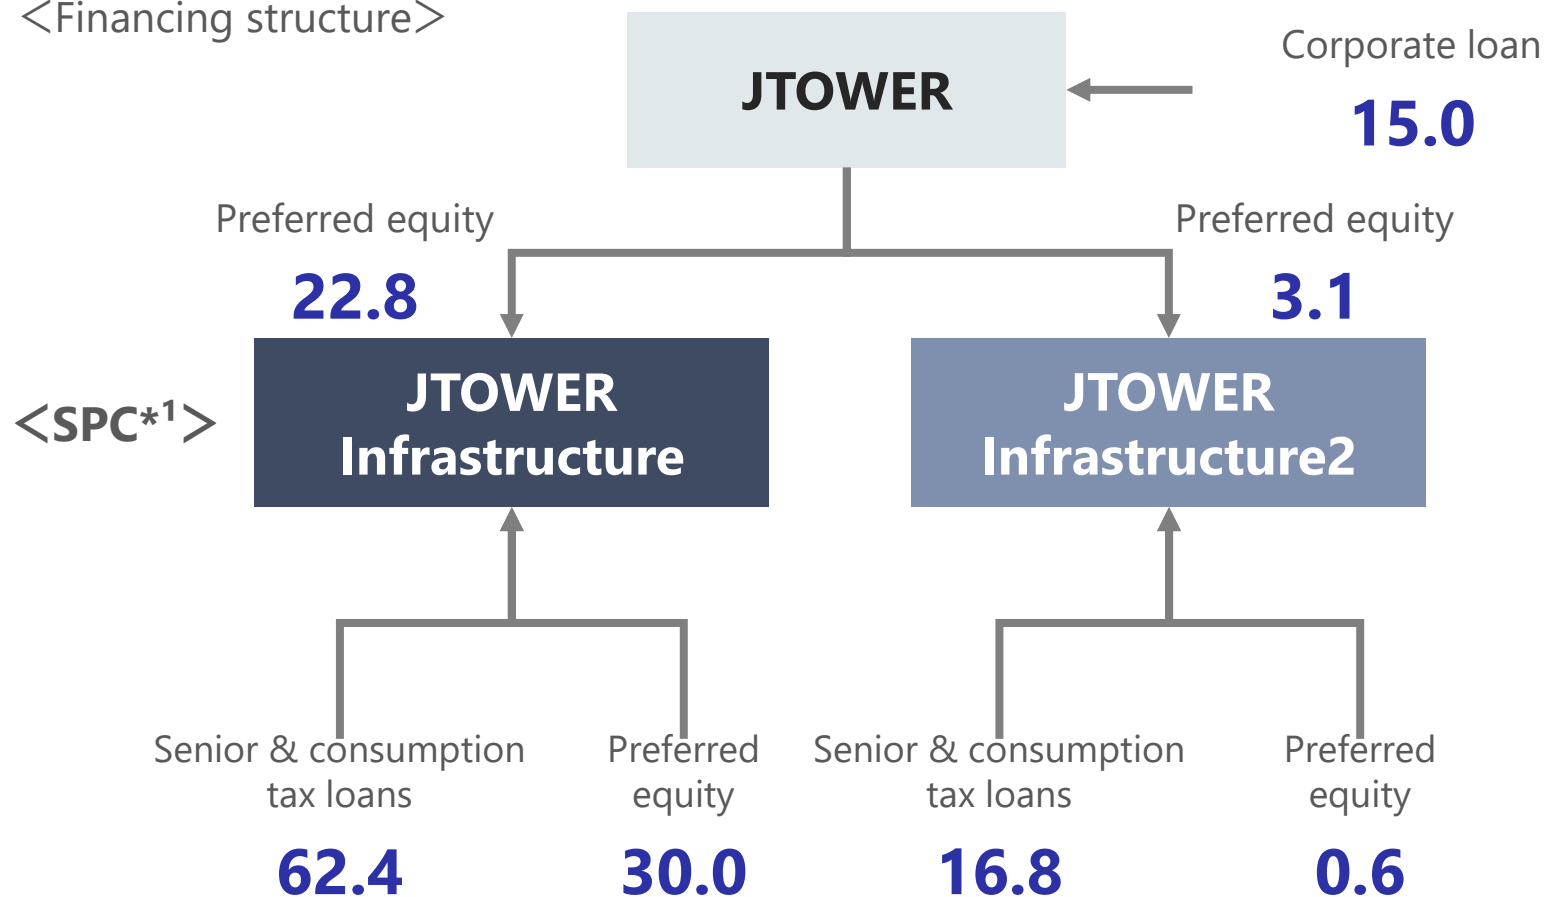 ＜Financing structure＞
JTOWER
Corporate loan
15.0
Preferred equity
22.8
Preferred equity
3.1
＜SPC*¹＞
JTOWER
Infrastructure
JTOWER
Infrastructure2
Senior & consumption
tax loans
62.4
Preferred
equity
30.0
Senior & consumption
tax loans
16.8
Preferred
equity
0.6